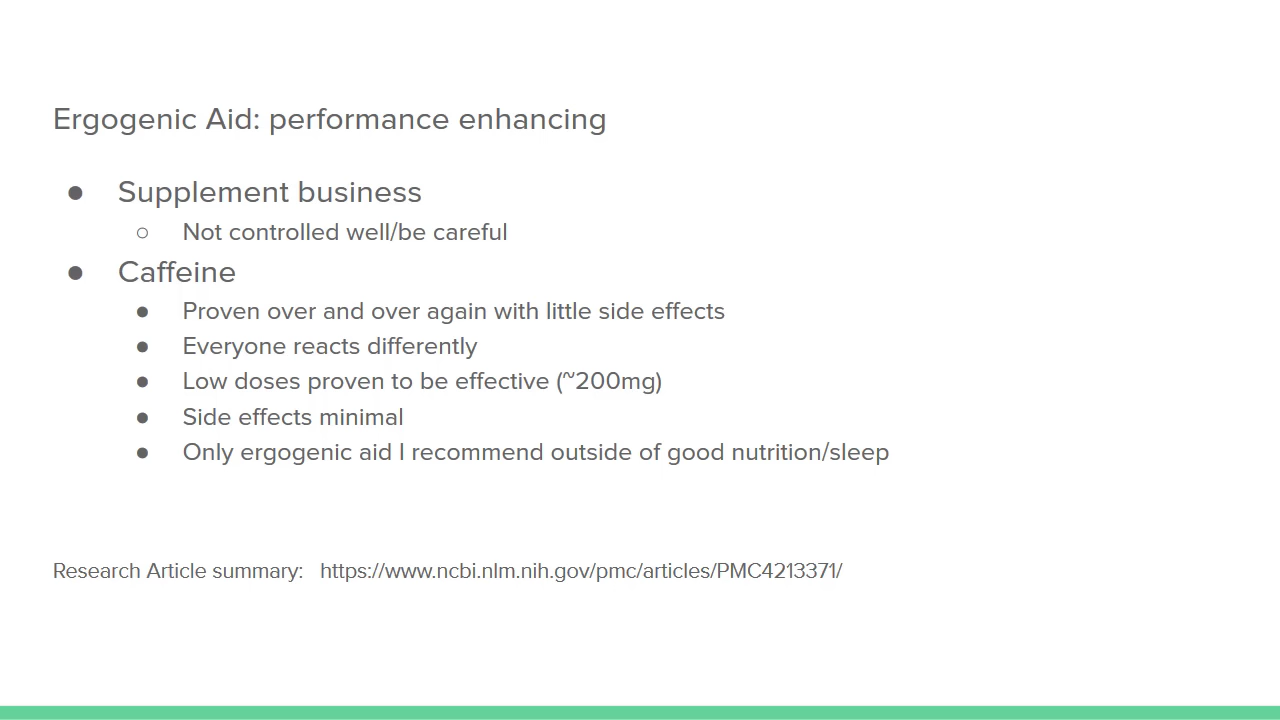 Ergogenic Aid: performance enhancing
● Supplement business
○ Not controlled well/be careful
● Caffeine
● Proven over and over again with little side effects
● Everyone reacts differently
● Low doses proven to be effective (~200mg)
● Side effects minimal
● Only ergogenic aid I recommend outside of good nutrition/sleep
Research Article summary: https://www.ncbi.nlm.nih.gov/pmc/articles/PMC4213371/